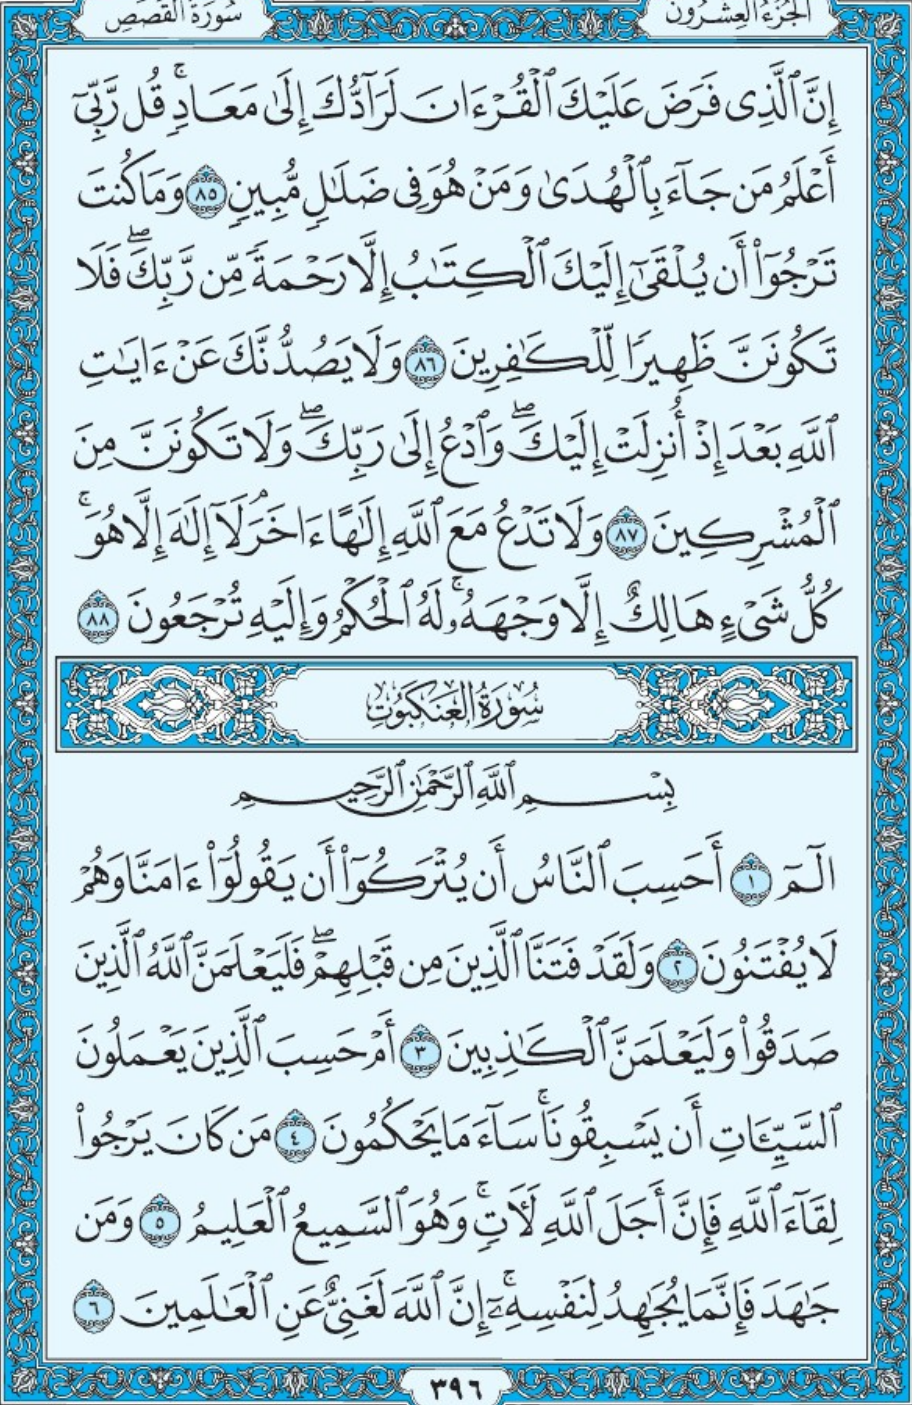 الجُزْءُ العِشْرُونَ
سُورَةُ القَصَصِ
إِنَّ ٱلَّذِى فَرَضَ عَلَيْكَ ٱلْقُرْءَانَ لَرَآدُّكَ إِلَىٰ مَعَادٍۚ قُل رَّبِّىٓ
أَعْلَمُ مَن جَآءَ بِٱلْهُدَىٰ وَمَنْ هُوَ فِى ضَلَٰلٍ مُّبِينٍ ٨٥ وَمَا كُنتَ
تَرْجُوٓا۟ أَن يُلْقَىٰٓ إِلَيْكَ ٱلْكِتَٰبُ إِلَّا رَحْمَةً مِّن رَّبِّكَۖ فَلَا
تَكُونَنَّ ظَهِيرًا لِّلْكَٰفِرِينَ ٨٦ وَلَا يَصُدُّنَّكَ عَنْ ءَايَٰتِ
ٱللَّهِ بَعْدَ إِذْ أُنزِلَتْ إِلَيْكَۖ وَٱدْعُ إِلَىٰ رَبِّكَۖ وَلَا تَكُونَنَّ مِنَ
ٱلْمُشْرِكِينَ ٨٧ وَلَا تَدْعُ مَعَ ٱللَّهِ إِلَٰهًا ءَاخَرَۘ لَآ إِلَٰهَ إِلَّا هُوَۚ
كُلُّ شَىْءٍ هَالِكٌ إِلَّا وَجْهَهُۥۚ لَهُ ٱلْحُكْمُ وَإِلَيْهِ تُرْجَعُونَ ٨٨
سُورَةُ العَنكَبُوتِ
بِسْمِ ٱللَّهِ ٱلرَّحْمَٰنِ ٱلرَّحِيمِ
الٓمٓ ١ أَحَسِبَ ٱلنَّاسُ أَن يُتْرَكُوٓا۟ أَن يَقُولُوٓا۟ ءَامَنَّا وَهُمْ
لَا يُفْتَنُونَ ٢ وَلَقَدْ فَتَنَّا ٱلَّذِينَ مِن قَبْلِهِمْۖ فَلَيَعْلَمَنَّ ٱللَّهُ ٱلَّذِينَ
صَدَقُوا۟ وَلَيَعْلَمَنَّ ٱلْكَٰذِبِينَ ٣ أَمْ حَسِبَ ٱلَّذِينَ يَعْمَلُونَ
ٱلسَّيِّـَٔاتِ أَن يَسْبِقُونَاۚ سَآءَ مَا يَحْكُمُونَ ٤ مَن كَانَ يَرْجُوا۟
لِقَآءَ ٱللَّهِ فَإِنَّ أَجَلَ ٱللَّهِ لَـَٔاتٍۚ وَهُوَ ٱلسَّمِيعُ ٱلْعَلِيمُ ٥ وَمَن
جَٰهَدَ فَإِنَّمَا يُجَٰهِدُ لِنَفْسِهِۦٓۚ إِنَّ ٱللَّهَ لَغَنِىٌّ عَنِ ٱلْعَٰلَمِينَ ٦
٣٩٦